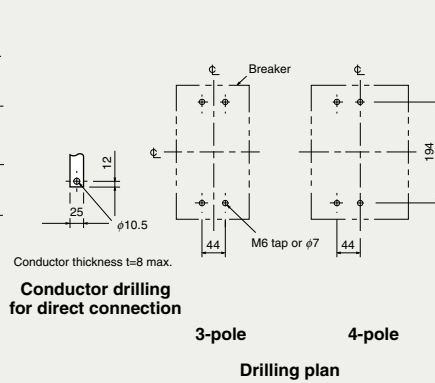 ℄
Breaker
℄
℄
12
194
25
ϕ10.5
44
M6 tap or ϕ7
44
Conductor thickness t=8 max.
Conductor drilling
for direct connection
3-pole
4-pole
Drilling plan